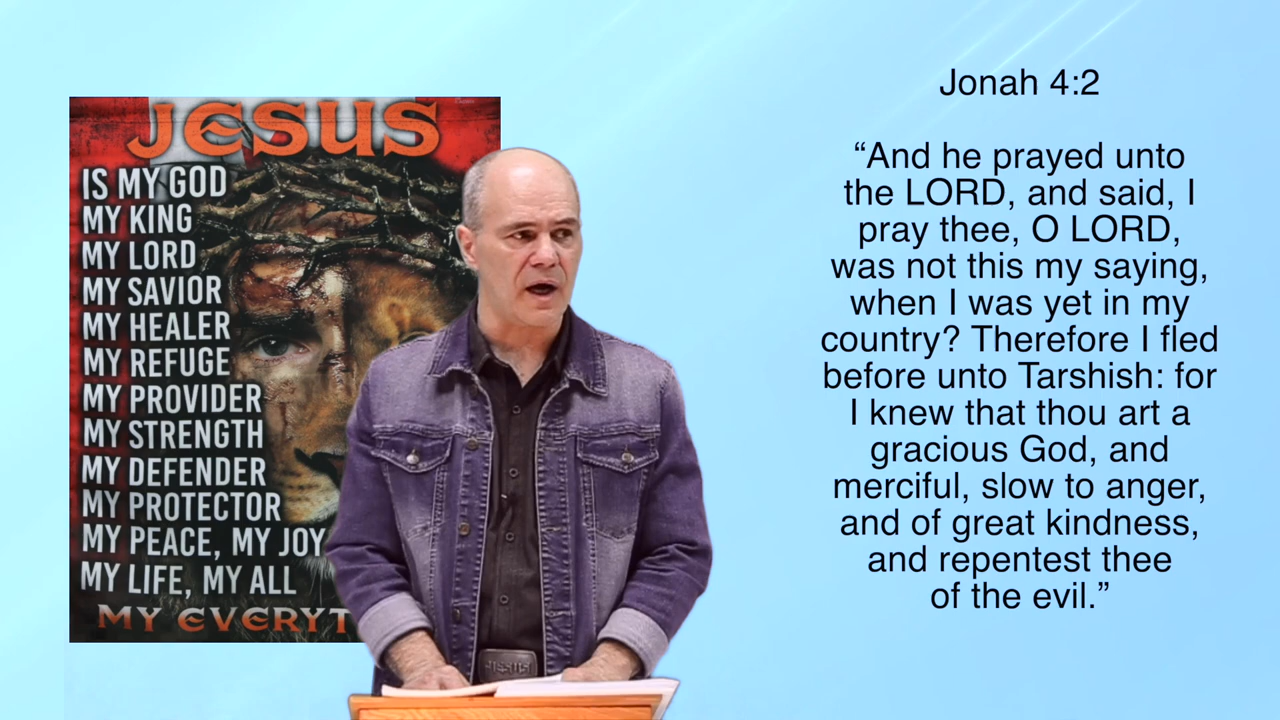 JESUS
IS MY GOD
MY KING
MY LORD
MY SAVIOR
MY HEALER
MY REFUGE
MY PROVIDER
MY STRENGTH
MY DEFENDER
MY PROTECTOR
MY PEACE, MY JOY
MY LIFE, MY ALL
MY EVERYT
JESUS
Jonah 4:2
“And he prayed unto
the LORD, and said, I
pray thee, O LORD,
was not this my saying,
when I was yet in my
country? Therefore I fled
before unto Tarshish: for
I knew that thou art a
gracious God, and
merciful, slow to anger,
and of great kindness,
and repentest thee
of the evil.”